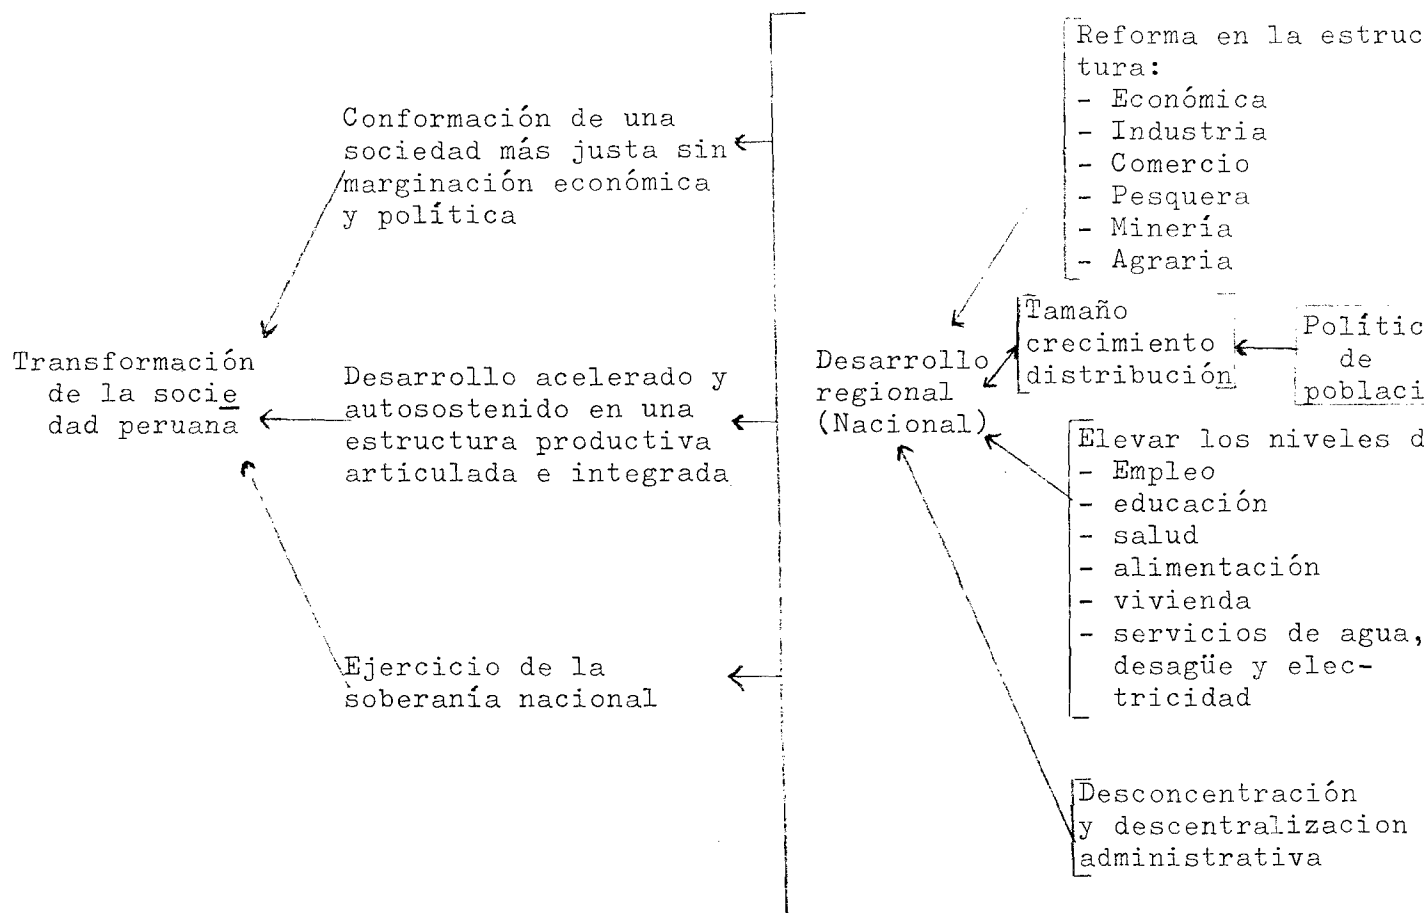 Transformación
de la socie
dad peruana
Conformación de una
sociedad más justa sin
marginación económica
y política
Desarrollo acelerado y
autosostenido en una
estructura productiva
articulada e integrada
Ejercicio de la
soberanía nacional
Desarrollo
regional
(Nacional)
Reforma en la estruc
tura:
- Económica
- Industria
- Comercio
- Pesquera
- Minería
- Agraria
Tamaño
crecimiento
distribución
Polític
de
poblaci
Elevar los niveles d
- Empleo
- educación
- salud
- alimentación
- vivienda
- servicios de agua,
desagüe y elec-
tricidad
Desconcentración
y descentralizacion
administrativa